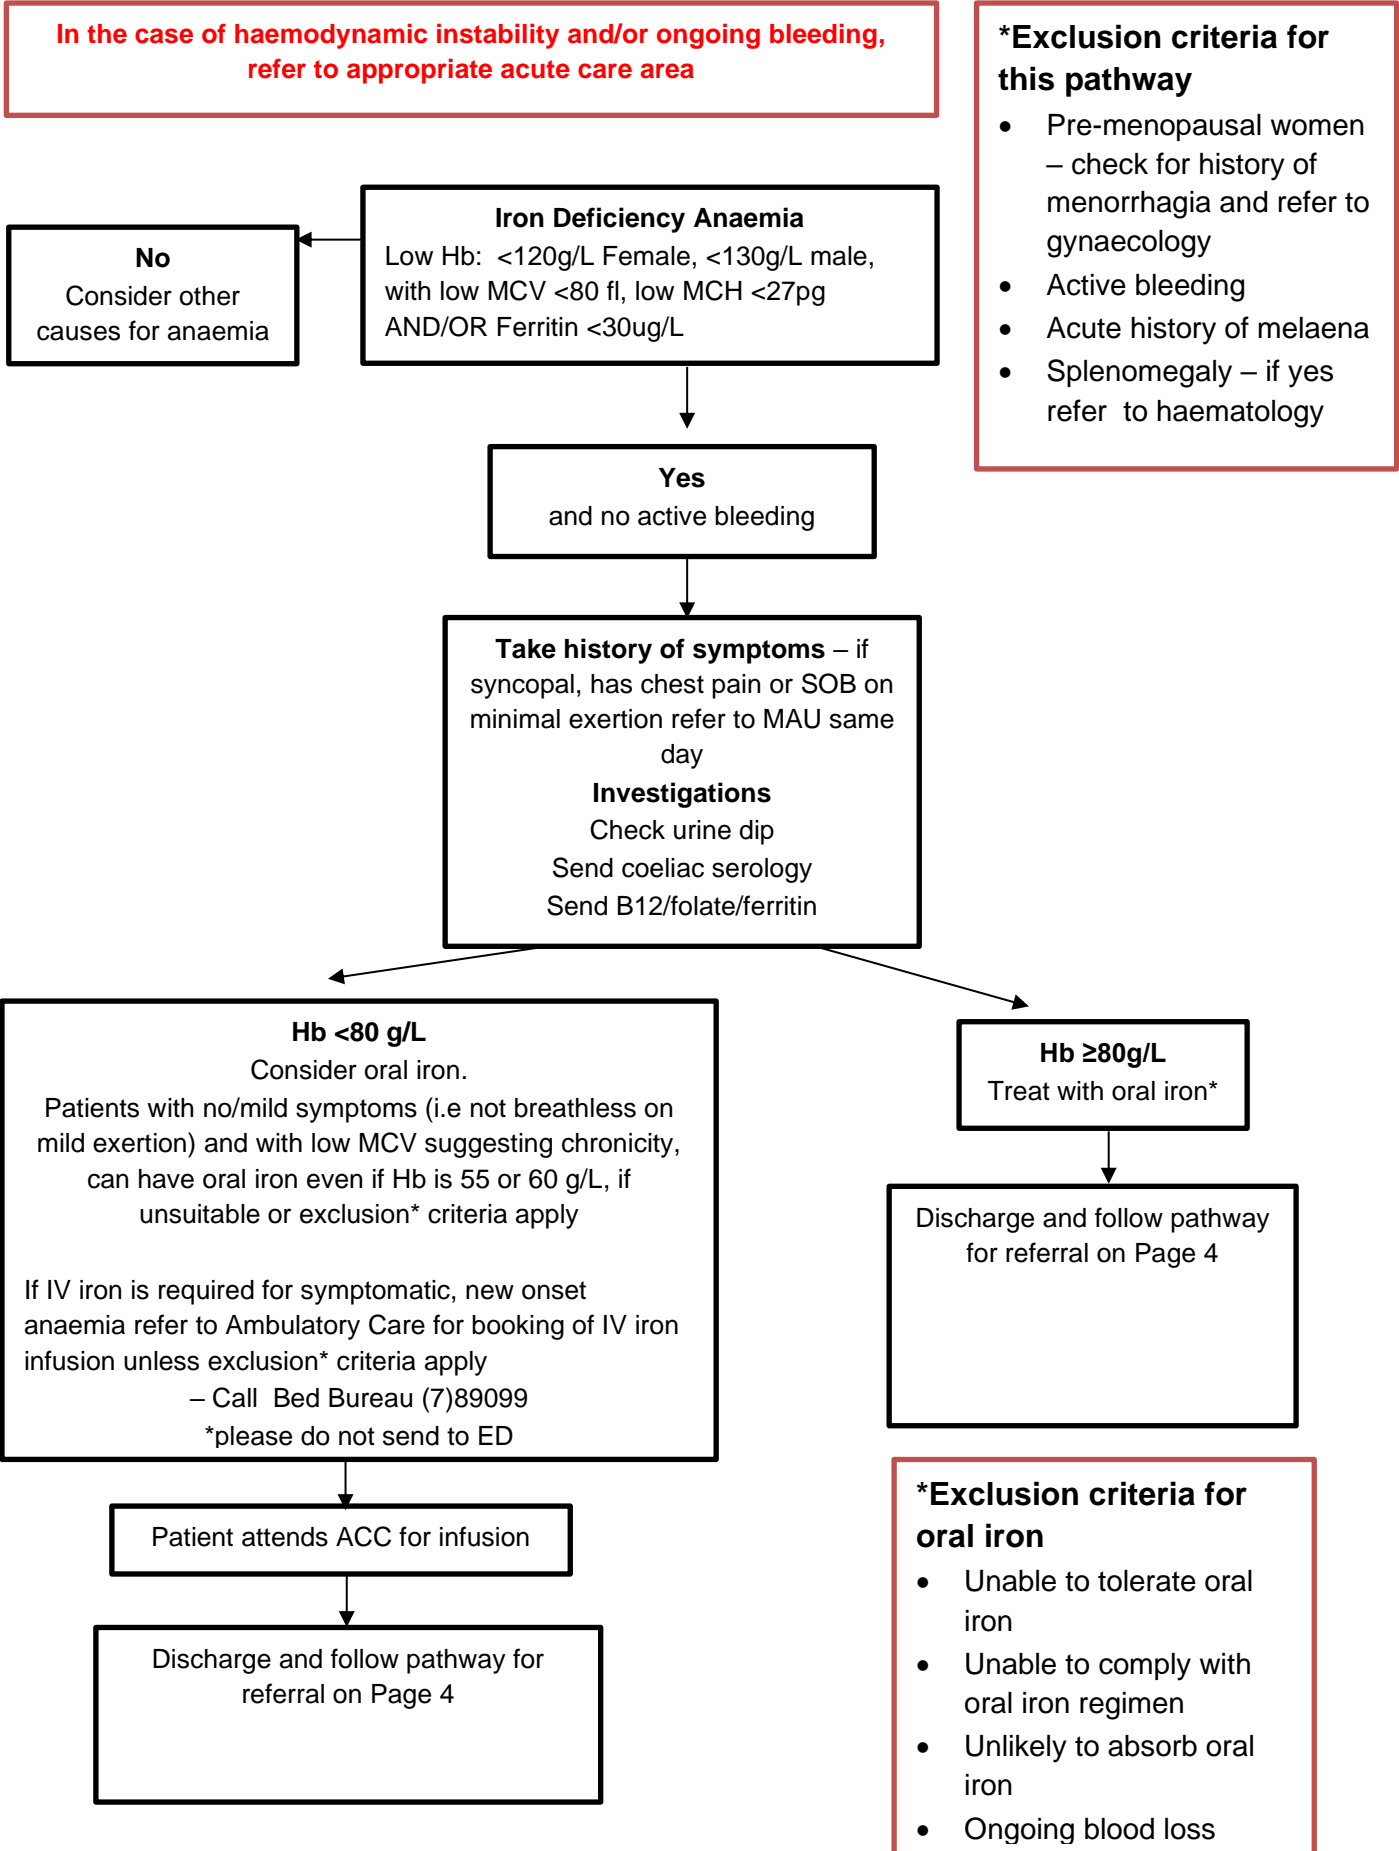 In the case of haemodynamic instability and/or ongoing bleeding,
refer to appropriate acute care area
*Exclusion criteria for
this pathway
• Pre-menopausal women
– check for history of
menorrhagia and refer to
gynaecology
• Active bleeding
• Acute history of melaena
• Splenomegaly – if yes
refer to haematology
Iron Deficiency Anaemia
Low Hb: <120g/L Female, <130g/L male,
with low MCV <80 fl, low MCH <27pg
AND/OR Ferritin <30ug/L
No
Consider other
causes for anaemia
Yes
and no active bleeding
Take history of symptoms – if
syncopal, has chest pain or SOB on
minimal exertion refer to MAU same
day
Investigations
Check urine dip
Send coeliac serology
Send B12/folate/ferritin
Hb <80 g/L
Consider oral iron.
Patients with no/mild symptoms (i.e not breathless on
mild exertion) and with low MCV suggesting chronicity,
can have oral iron even if Hb is 55 or 60 g/L, if
unsuitable or exclusion* criteria apply
If IV iron is required for symptomatic, new onset
anaemia refer to Ambulatory Care for booking of IV iron
infusion unless exclusion* criteria apply
– Call Bed Bureau (7)89099
*please do not send to ED
Hb ≥80g/L
Treat with oral iron*
Discharge and follow pathway
for referral on Page 4
Patient attends ACC for infusion
Discharge and follow pathway for
referral on Page 4
*Exclusion criteria for
oral iron
• Unable to tolerate oral
iron
• Unable to comply with
oral iron regimen
• Unlikely to absorb oral
iron
• Ongoing blood loss